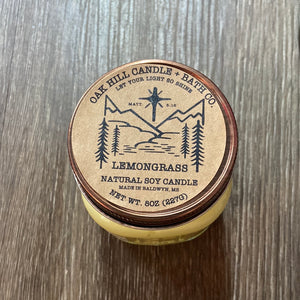 OAK HILL CANDLE + BATH CO.
LET YOUR LIGHT SO SHINE
MATT. 5:16
LEMONGRASS
NATURAL SOY CANDLE
MADE IN BALDWYN, MS
NET WT. 8OZ (227G)